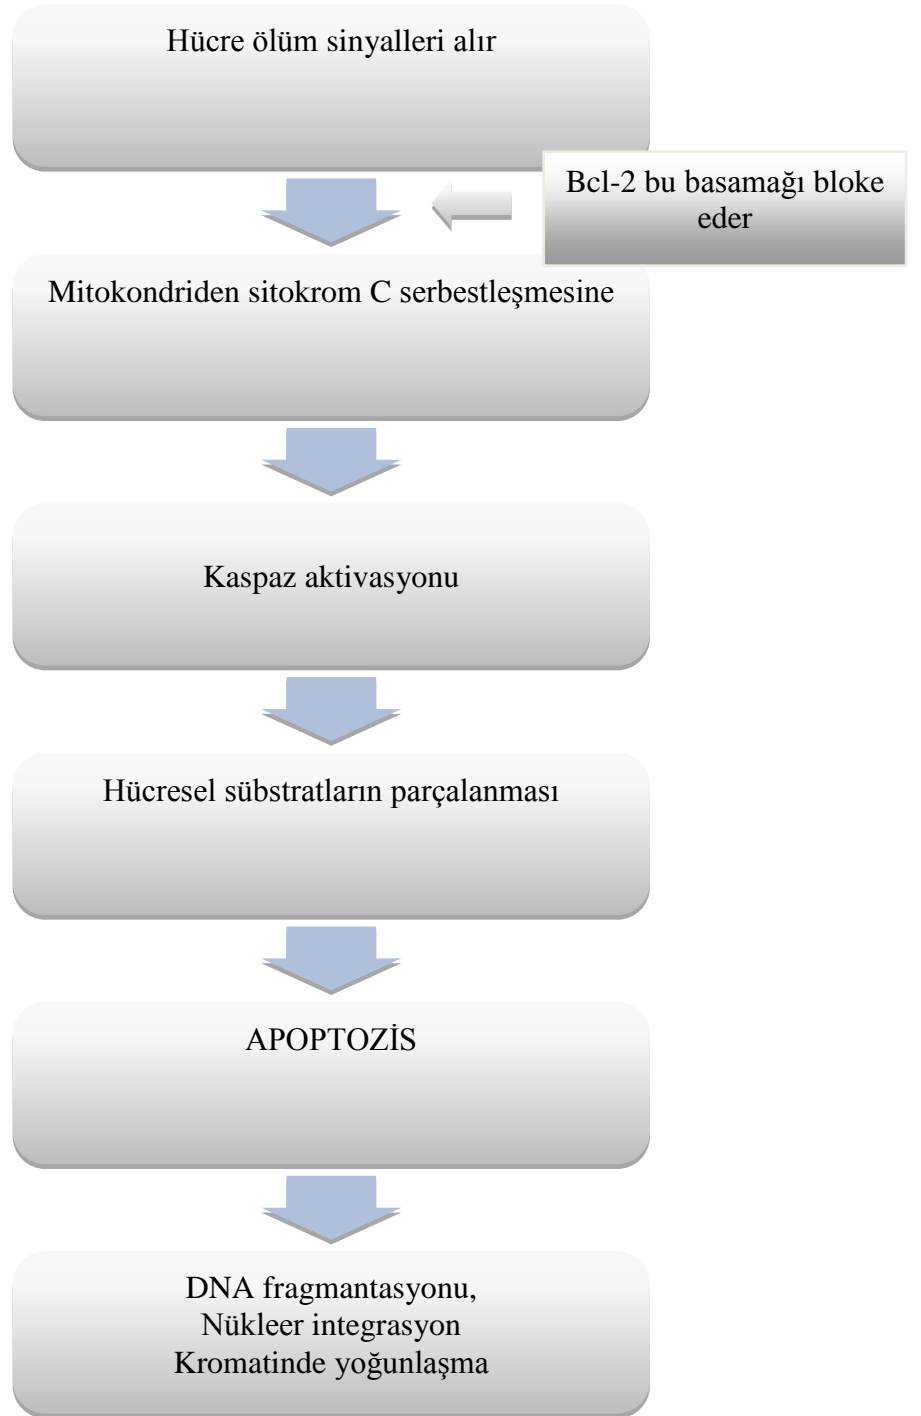 Hücre ölüm sinyalleri alır
Bcl-2 bu basamağı bloke
eder
Mitokondriden sitokrom C serbestleşmesine
Kaspaz aktivasyonu
Hücresel sübstratların parçalanması
APOPTOZİS
DNA fragmantasyonu,
Nükleer integrasyon
Kromatinde yoğunlaşma